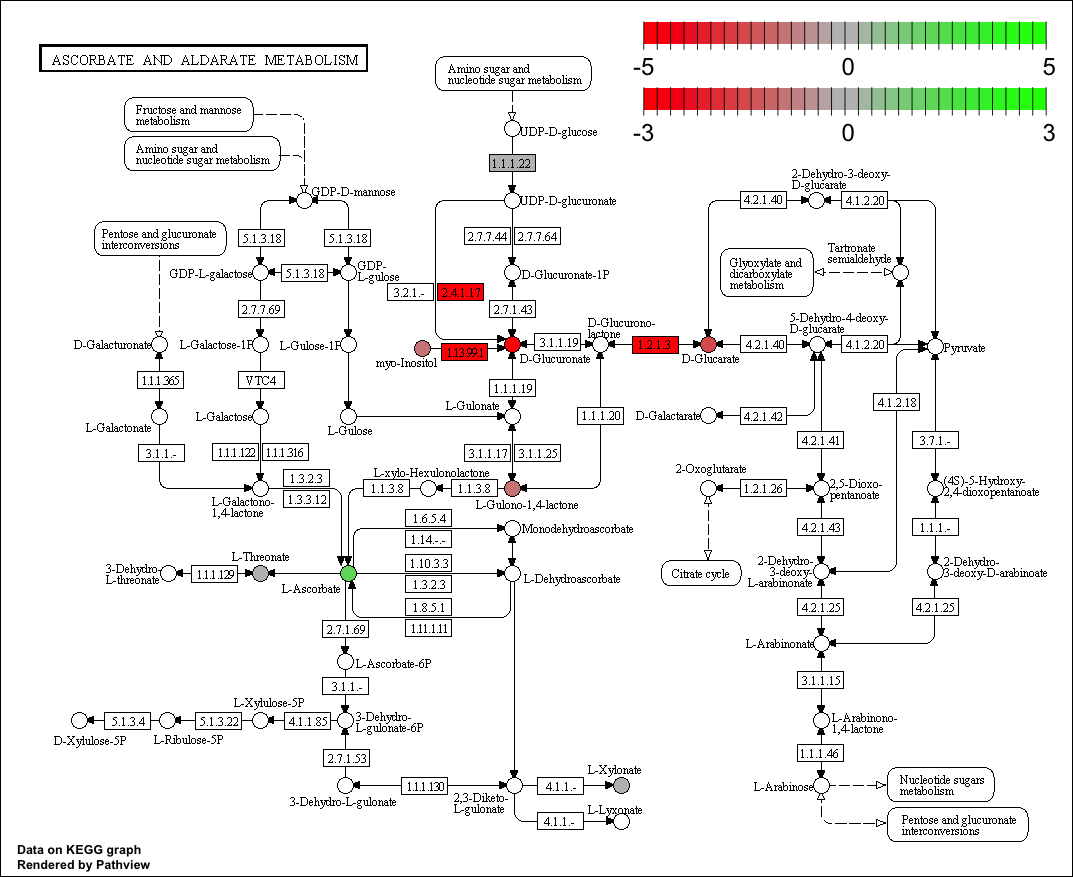 ASCORBATE AND ALDARATE METABOLISM
-5 0 5
-3 0 3
Amino sugar and
nucleotide sugar metabolism
Fructose and mannose
metabolism
Amino sugar and
nucleotide sugar metabolism
UDP-D-glucose
1.1.1.22
GDP-D-mannose
UDP-D-glucuronate
2-Dehydro-3-deoxy-
D-glucarate
4.2.1.40
4.1.2.20
Pentose and glucuronate
interconversions
5.1.3.18
5.1.3.18
2.7.7.44
2.7.7.64
Tartronate
semialdehyde
Glyoxylate and
dicarboxylate
metabolism
GDP-L-galactose
5.1.3.18
GDP-
L-gulose
D-Glucuronate-1P
3.2.1.-
2.4.1.17
2.7.7.69
2.7.1.43
D-Glucurono-
lactone
5-Dehydro-4-deoxy-
D-glucarate
D-Galacturonate
L-Galactose-1P
L-Gulose-1P
myo-Inositol
1.13.99.1
D-Glucuronate
3.1.1.19
1.2.1.3
D-Glucarate
4.2.1.40
4.1.2.20
Pyruvate
1.1.1.365
VTC4
1.1.1.19
4.1.2.18
L-Galactonate
L-Galactose
L-Gulose
L-Gulonate
1.1.1.20
D-Galactarate
4.2.1.42
3.1.1.-
1.1.1.122
1.1.1.316
3.1.1.17
3.1.1.25
4.2.1.41
3.7.1.-
L-Galactono-
1,4-lactone
1.3.2.3
1.3.3.12
L-xylo-Hexulonolactone
1.1.3.8
1.1.3.8
L-Gulono-1,4-lactone
2-Oxoglutarate
1.2.1.26
2,5-Dioxo-
pentanoate
(4S)-5-Hydroxy-
2,4-dioxopentanoate
1.6.5.4
1.14.-.-
Monodehydroascorbate
4.2.1.43
1.1.1.-
3-Dehydro-
L-threonate
1.1.1.129
L-Threonate
L-Ascorbate
1.10.3.3
1.3.2.3
L-Dehydroascorbate
Citrate cycle
2-Dehydro-
3-deoxy-
L-arabinonate
2-Dehydro-
3-deoxy-D-arabinoate
1.8.5.1
1.11.1.11
4.2.1.25
4.2.1.25
2.7.1.69
L-Arabinonate
L-Ascorbate-6P
3.1.1.-
3.1.1.15
L-Xylulose-5P
D-Xylulose-5P
5.1.3.4
L-Ribulose-5P
5.1.3.22
4.1.1.85
3-Dehydro-
L-gulonate-6P
L-Arabinono-
1,4-lactone
2.7.1.53
1.1.1.46
3-Dehydro-L-gulonate
1.1.1.130
2,3-Diketo-
L-gulonate
4.1.1.-
L-Xylonate
4.1.1.-
L-Lyxonate
L-Arabinose
Nucleotide sugars
metabolism
Pentose and glucuronate
interconversions
Data on KEGG graph
Rendered by Pathview